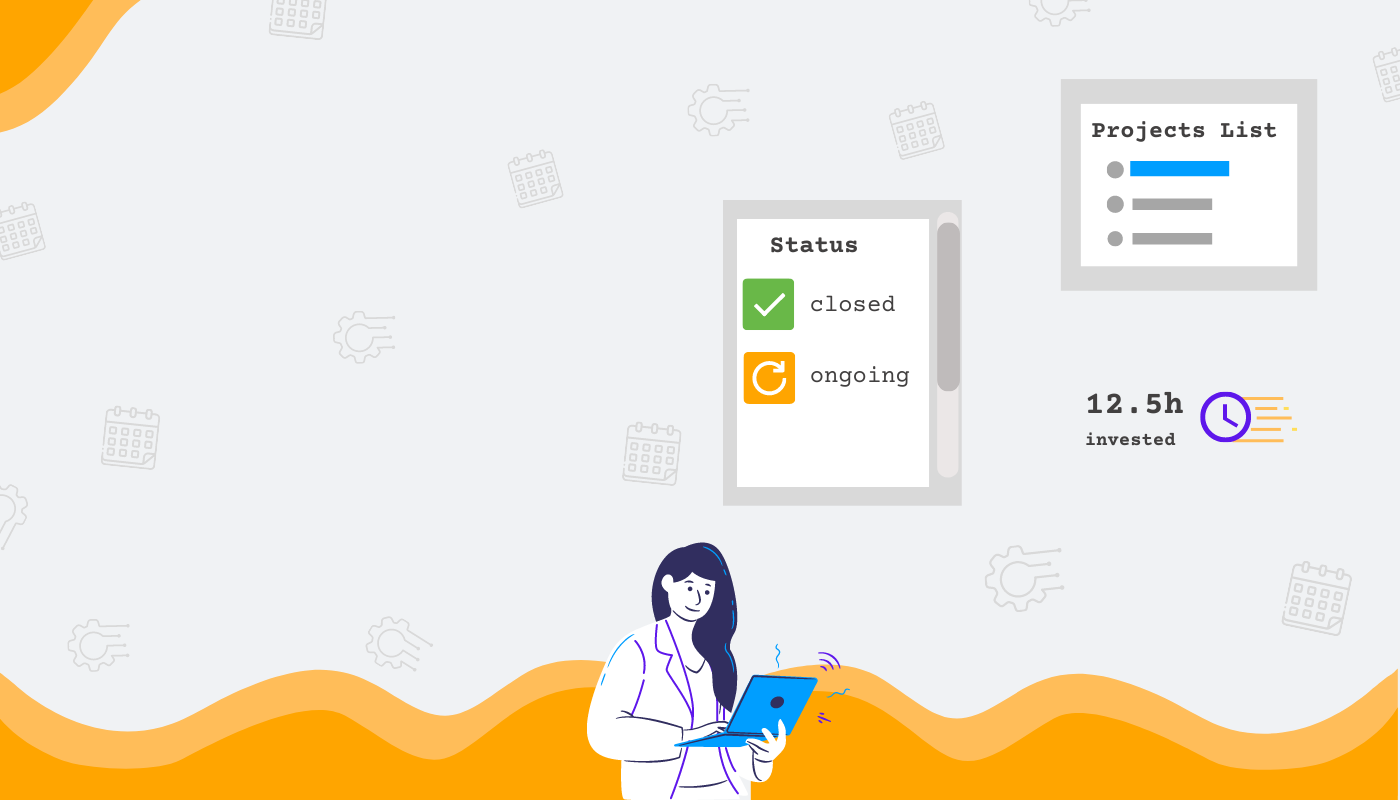 Projects List
Status
closed
ongoing
12.5h
invested